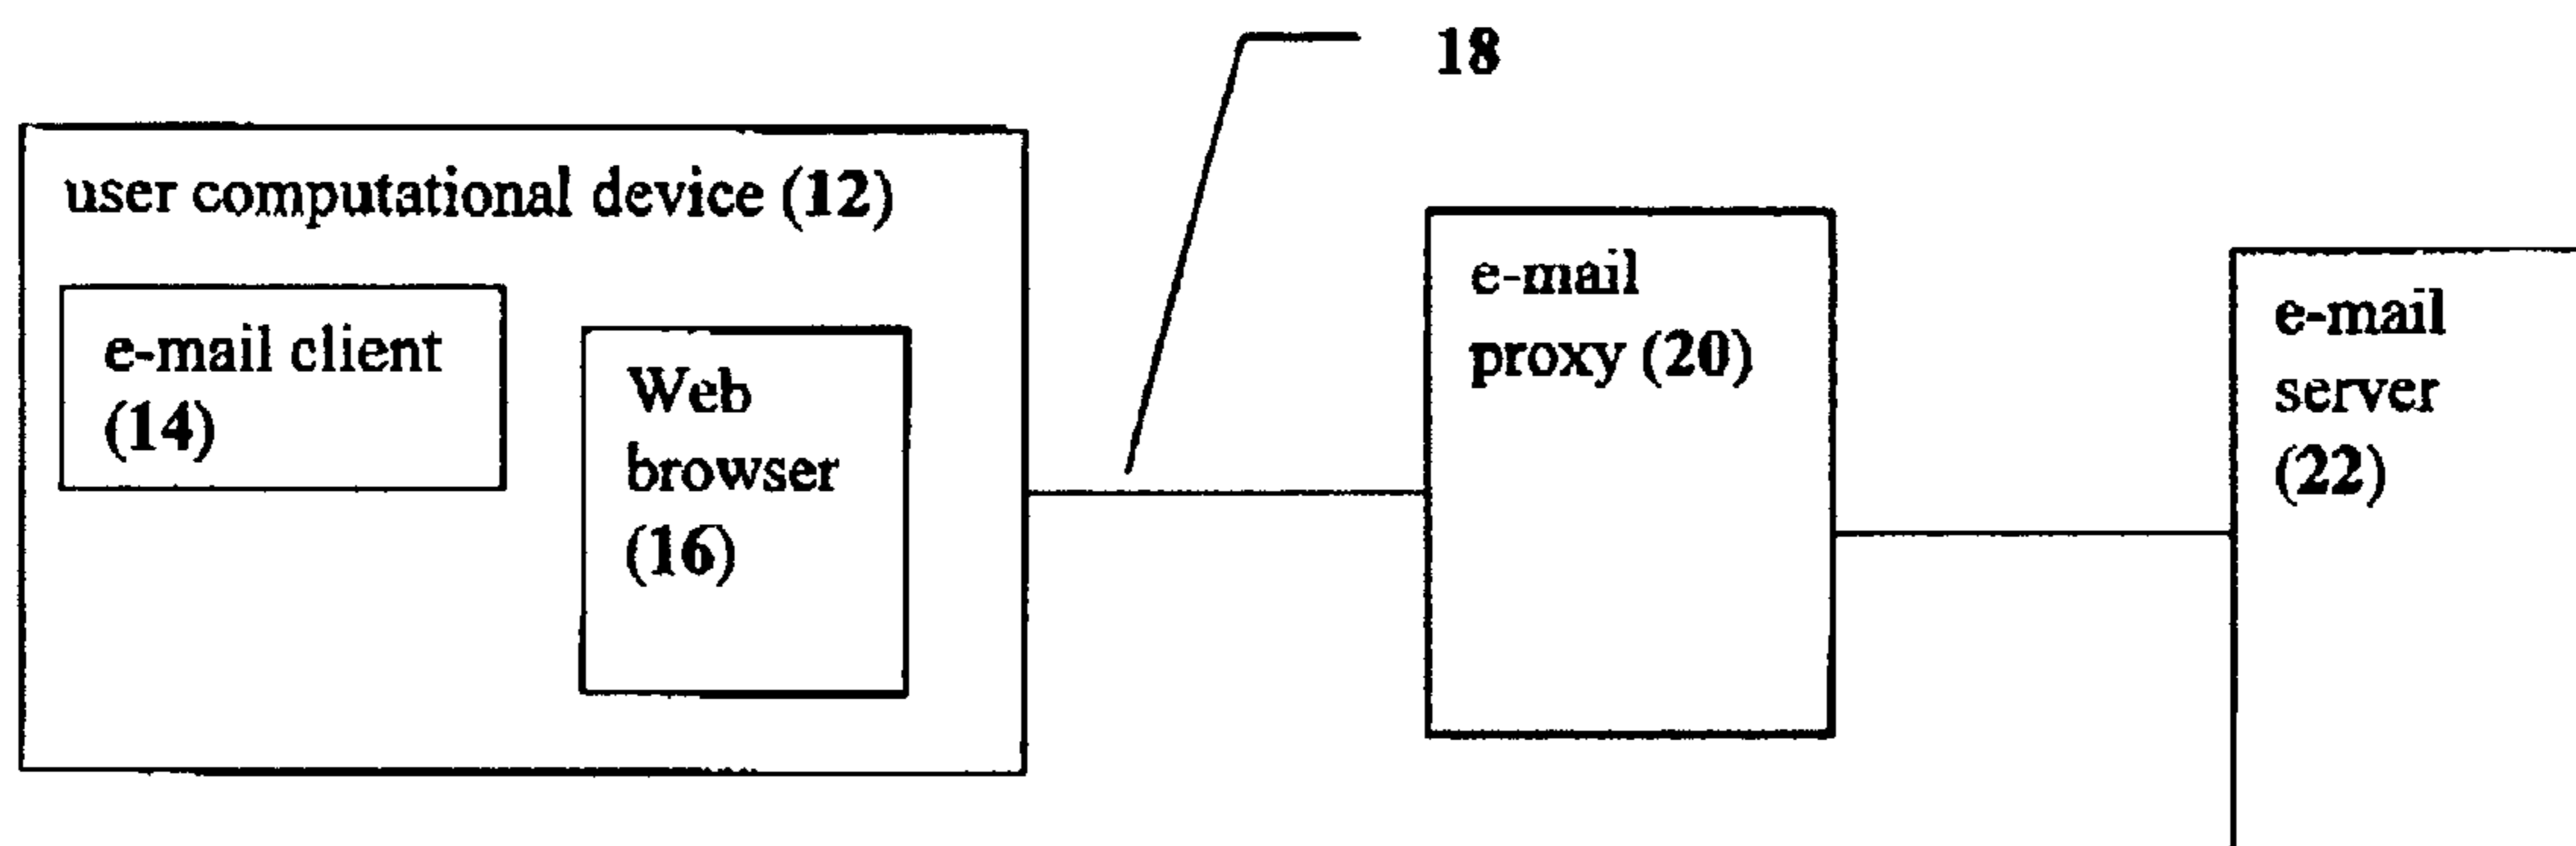 18
user computational device (12)
e-mail client
(14)
Web
browser
(16)
e-mail
proxy (20)
e-mail
server
(22)